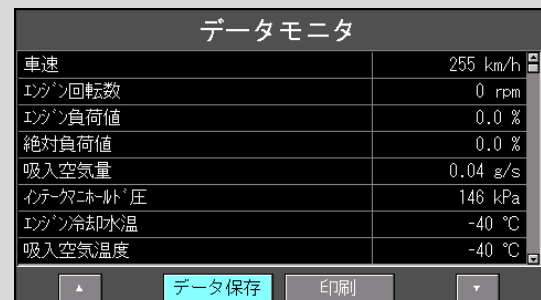 データモニタ
車速 255 km/h
ｴﾝｼﾞﾝ回転数 0 rpm
ｴﾝｼﾞﾝ負荷値 0.0 %
絶対負荷値 0.0 %
吸入空気量 0.04 g/s
ｲﾝﾃｰｸﾏﾆﾎｰﾙﾄﾞ圧 146 kPa
ｴﾝｼﾞﾝ冷却水温 -40 ℃
吸入空気温度 -40 ℃
データ保存 印刷